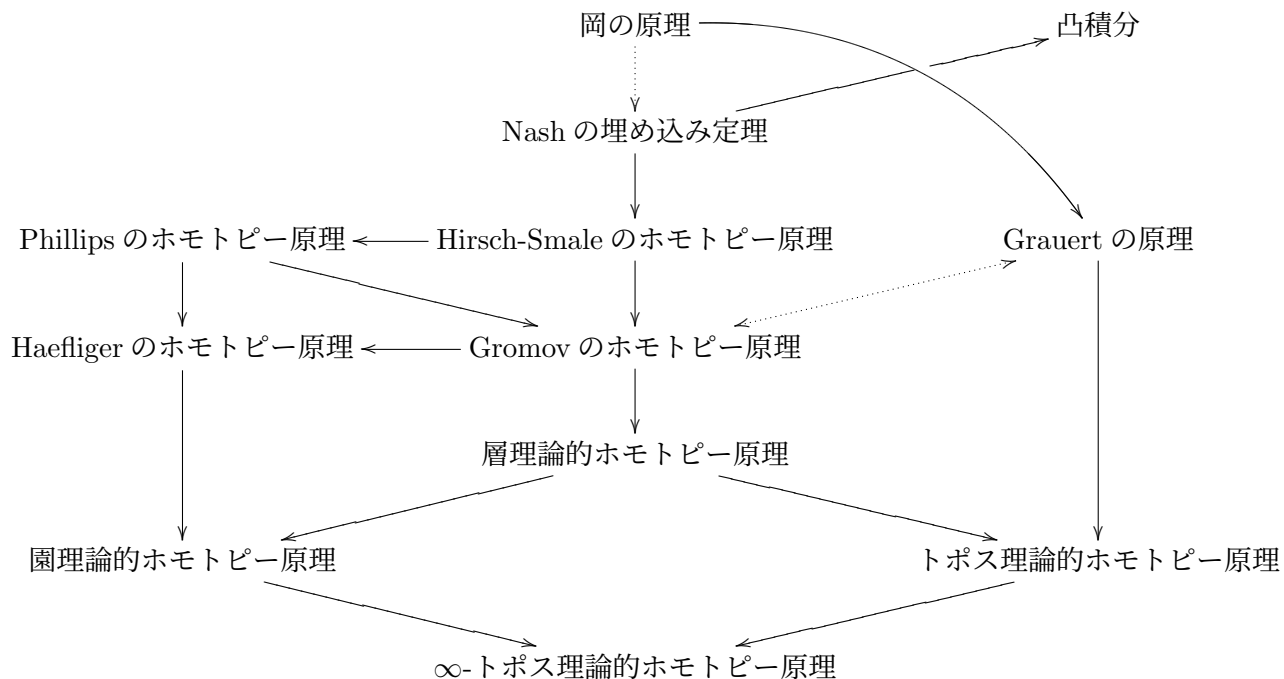 岡の原理
凸積分
Nash の埋め込み定理
Phillips のホモトピー原理
Hirsch-Smale のホモトピー原理
Grauert の原理
Haefliger のホモトピー原理
Gromov のホモトピー原理
層理論的ホモトピー原理
園理論的ホモトピー原理
トポス理論的ホモトピー原理
∞-トポス理論的ホモトピー原理